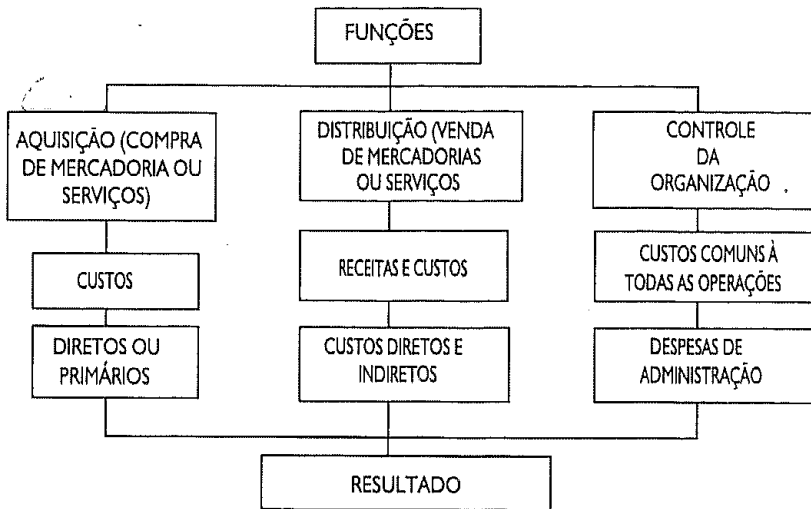 FUNÇÕES
AQUISIÇÃO (COMPRA
DE MERCADORIA OU
SERVIÇOS)
DISTRIBUIÇÃO (VENDA
DE MERCADORIAS
OU SERVIÇOS
CONTROLE
DA
ORGANIZAÇÃO
CUSTOS
RECEITAS E CUSTOS
CUSTOS COMUNS À
TODAS AS OPERAÇÕES
DIRETOS OU
PRIMÁRIOS
CUSTOS DIRETOS E
INDIRETOS
DESPESAS DE
ADMINISTRAÇÃO
RESULTADO